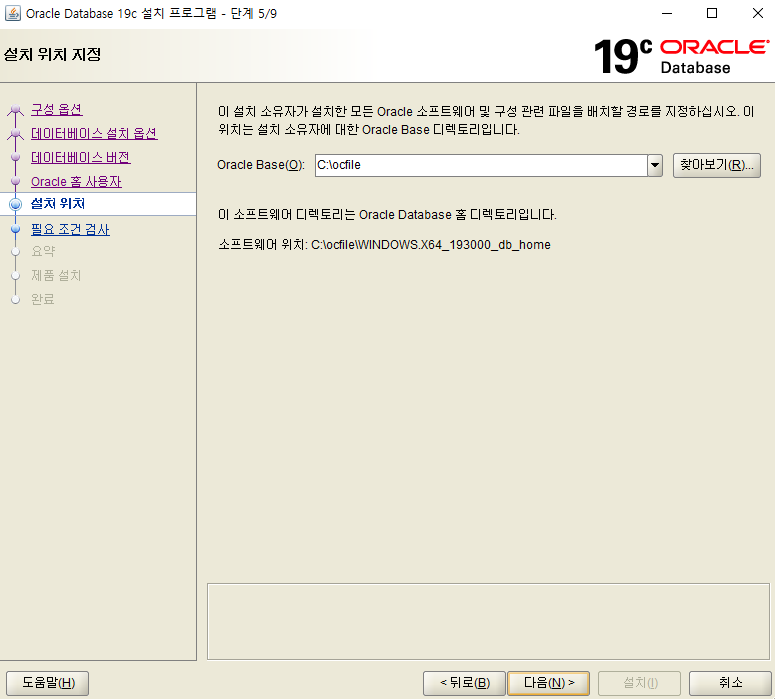 Oracle Database 19c 설치 프로그램 - 단계 5/9
설치 위치 지정
19c ORACLE
Database
구성 옵션
데이터베이스 설치 옵션
데이터베이스 버전
Oracle 홈 사용자
설치 위치
필요 조건 검사
요약
제품 설치
완료
이 설치 소유자가 설치한 모든 Oracle 소프트웨어 및 구성 관련 파일을 배치할 경로를 지정하십시오. 이
위치는 설치 소유자에 대한 Oracle Base 디렉토리입니다.
Oracle Base(O): C:\ocfile 찾아보기(R)...
이 소프트웨어 디렉토리는 Oracle Database 홈 디렉토리입니다.
소프트웨어 위치: C:\ocfile\WINDOWS.X64_193000_db_home
도움말(H) < 뒤로(B) 다음(N) > 설치(I) 취소